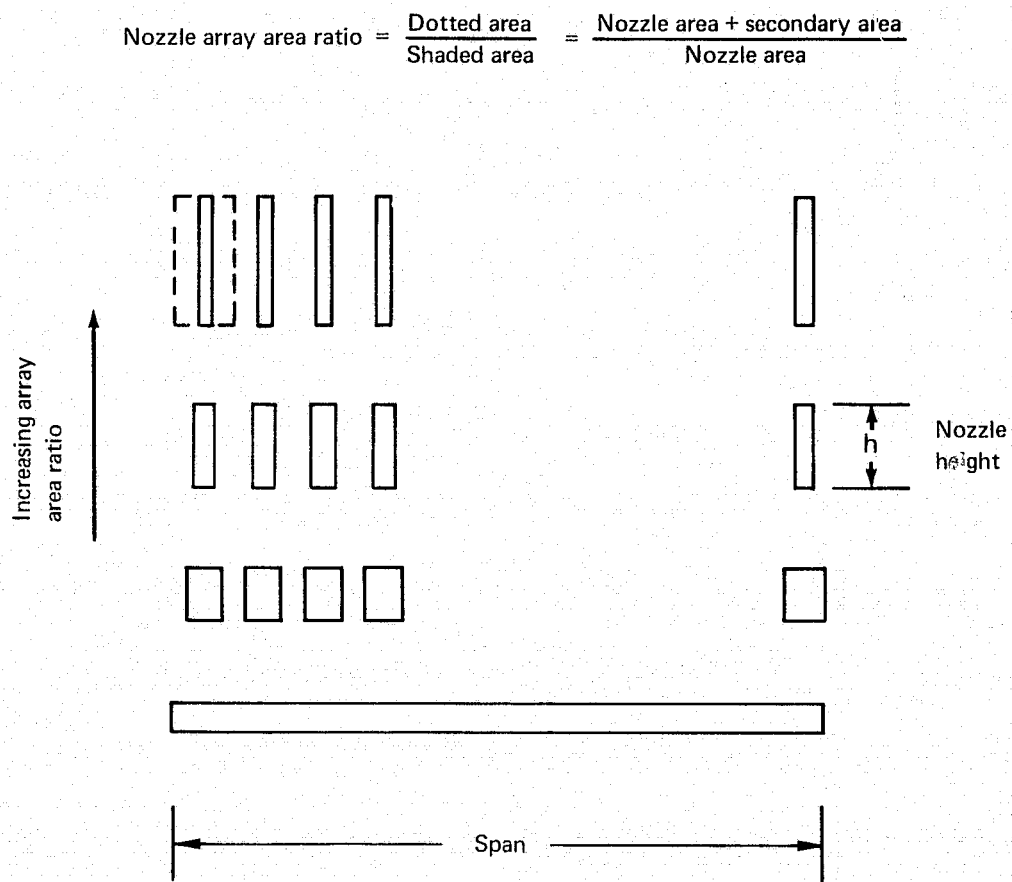 Nozzle array area ratio = Dotted area / Shaded area = Nozzle area + secondary area / Nozzle area
Increasing array
area ratio
h
Nozzle
height
Span